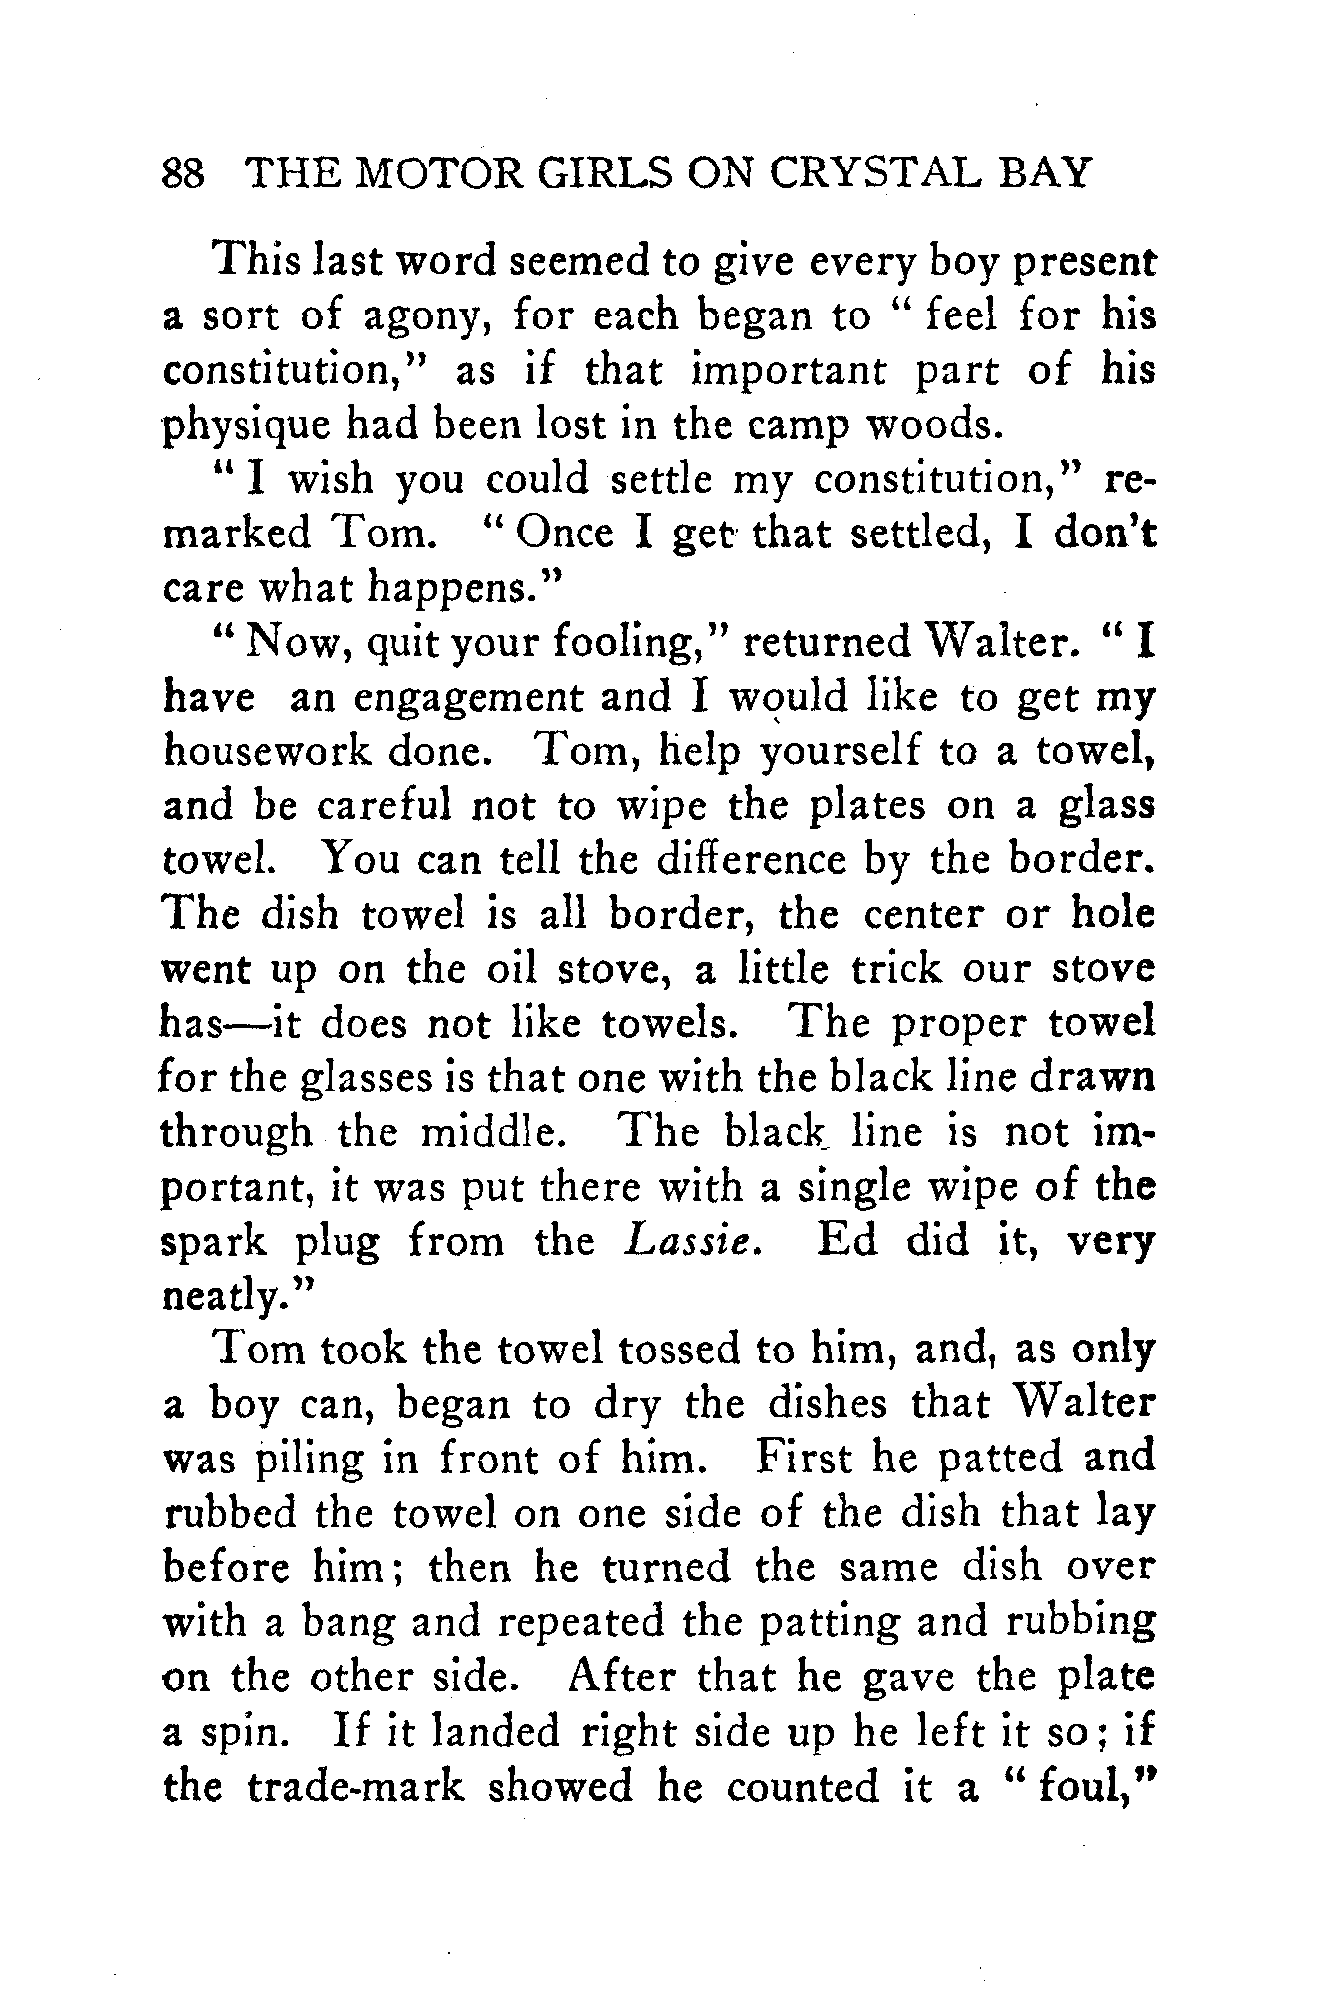 88 THE MOTOR GIRLS ON CRYSTAL BAY
This last word seemed to give every boy present
a sort of agony, for each began to “ feel for his
constitution,” as if that important part of his
physique had been lost in the camp woods.
“ I wish you could settle my constitution,” re-
marked Tom. “ Once I get that settled, I don’t
care what happens.”
“ Now, quit your fooling,” returned Walter. “ I
have an engagement and I would like to get my
housework done. Tom, help yourself to a towel,
and be careful not to wipe the plates on a glass
towel. You can tell the difference by the border.
The dish towel is all border, the center or hole
went up on the oil stove, a little trick our stove
has—it does not like towels. The proper towel
for the glasses is that one with the black line drawn
through the middle. The black line is not im-
portant, it was put there with a single wipe of the
spark plug from the Lassie. Ed did it, very
neatly.”
Tom took the towel tossed to him, and, as only
a boy can, began to dry the dishes that Walter
was piling in front of him. First he patted and
rubbed the towel on one side of the dish that lay
before him; then he turned the same dish over
with a bang and repeated the patting and rubbing
on the other side. After that he gave the plate
a spin. If it landed right side up he left it so; if
the trade-mark showed he counted it a “ foul,”